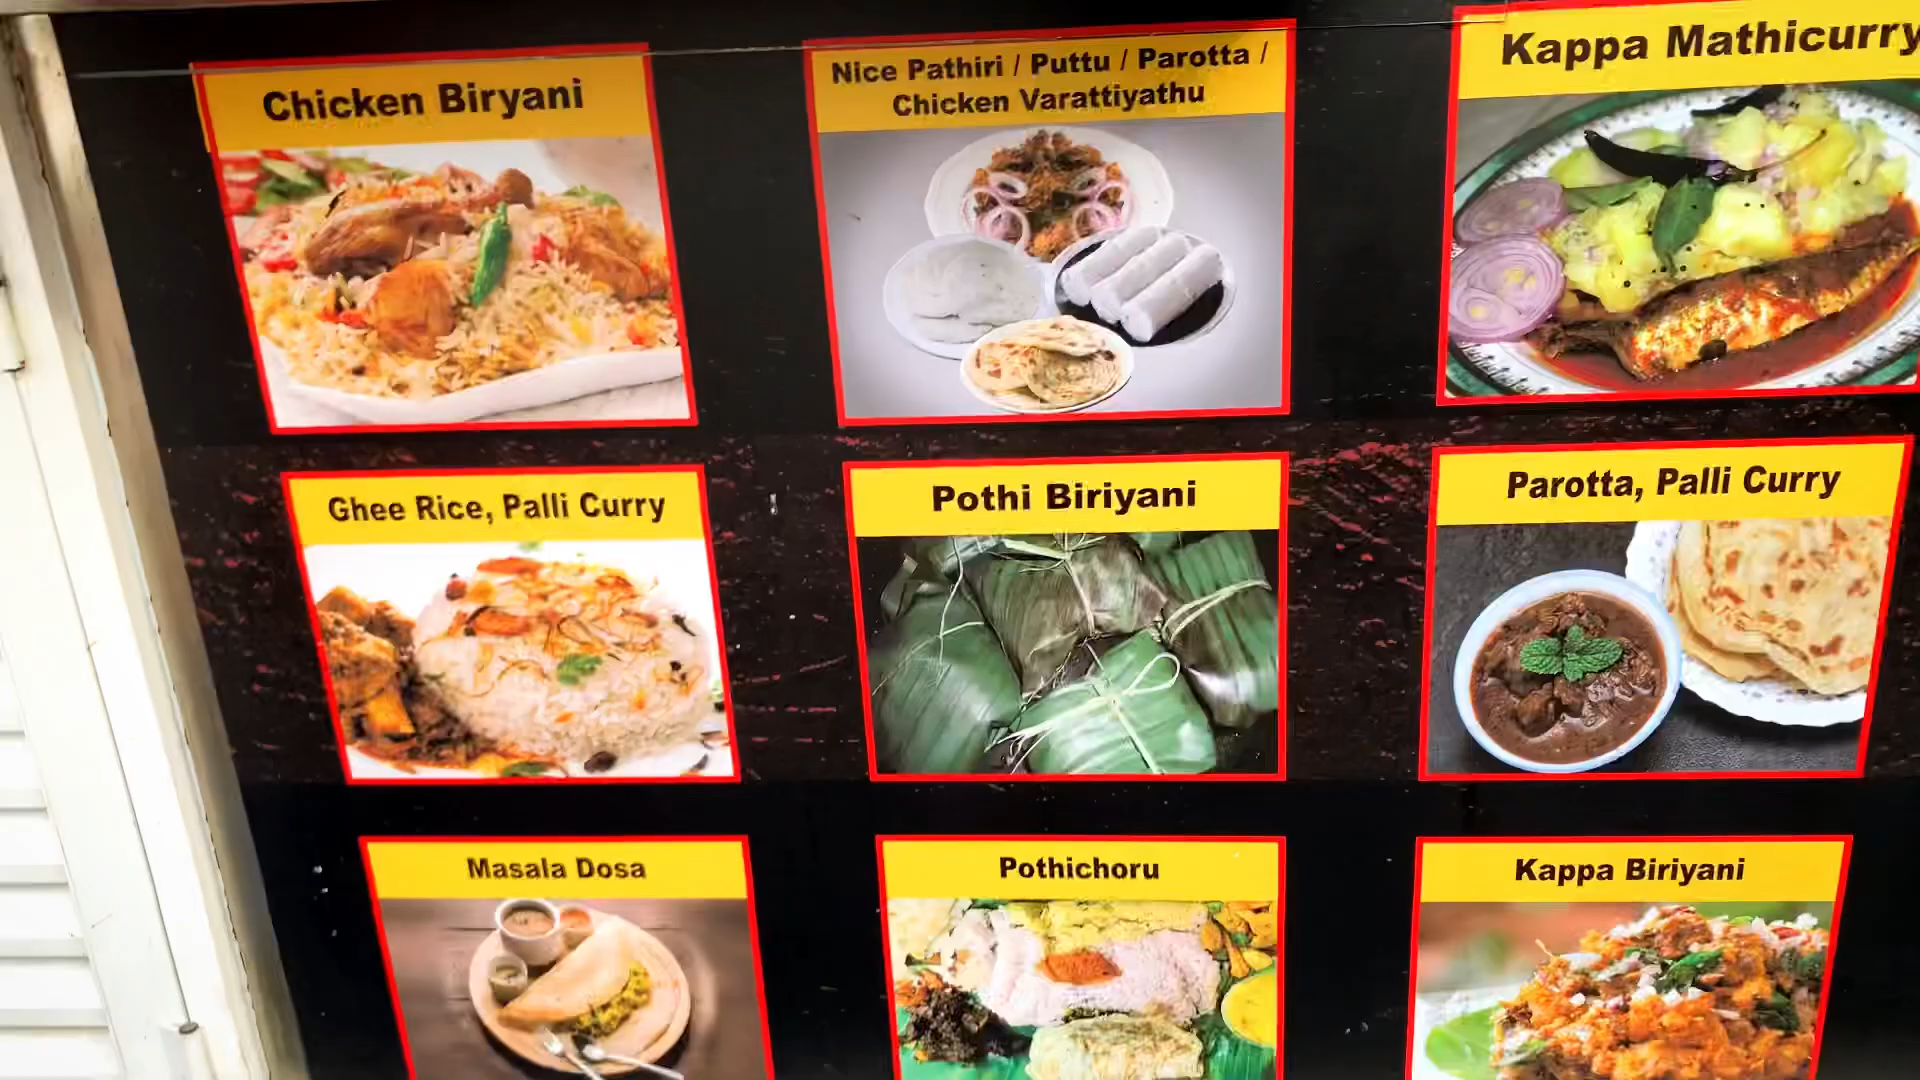 Chicken Biryani
Nice Pathiri / Puttu / Parotta /
Chicken Varattiyathu
Kappa Mathicurry
Ghee Rice, Palli Curry
Pothi Biriyani
Parotta, Palli Curry
Masala Dosa
Pothichoru
Kappa Biriyani